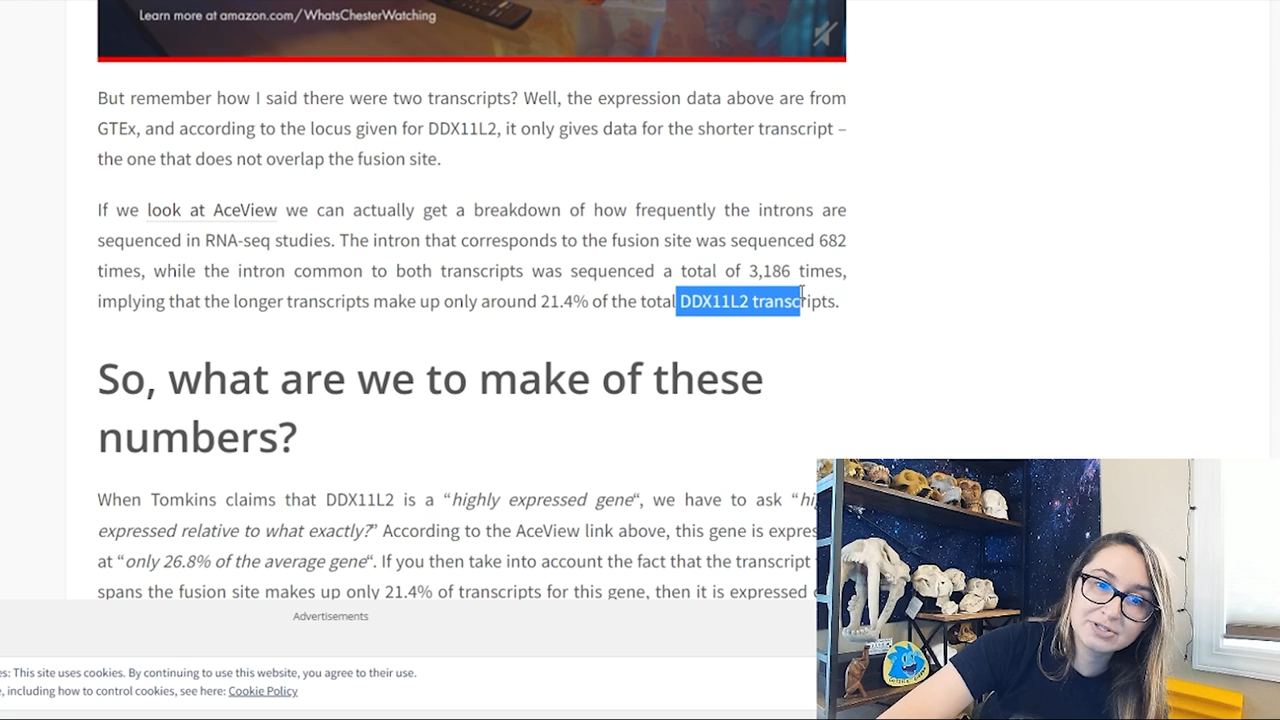 Learn more at amazon.com/WhatsChesterWatching
But remember how I said there were two transcripts? Well, the expression data above are from
GTEx, and according to the locus given for DDX11L2, it only gives data for the shorter transcript –
the one that does not overlap the fusion site.
If we look at AceView we can actually get a breakdown of how frequently the introns are
sequenced in RNA-seq studies. The intron that corresponds to the fusion site was sequenced 682
times, while the intron common to both transcripts was sequenced a total of 3,186 times,
implying that the longer transcripts make up only around 21.4% of the total DDX11L2 transcripts.
So, what are we to make of these
numbers?
When Tomkins claims that DDX11L2 is a “highly expressed gene“, we have to ask “
expressed relative to what exactly?” According to the AceView link above, this gene is
at “only 26.8% of the average gene“. If you then take into account the fact that the transcript
spans the fusion site makes up only 21.4% of transcripts for this gene, then it is expressed
Advertisements
This site uses cookies. By continuing to use this website, you agree to their use.
, including how to control cookies, see here: Cookie Policy